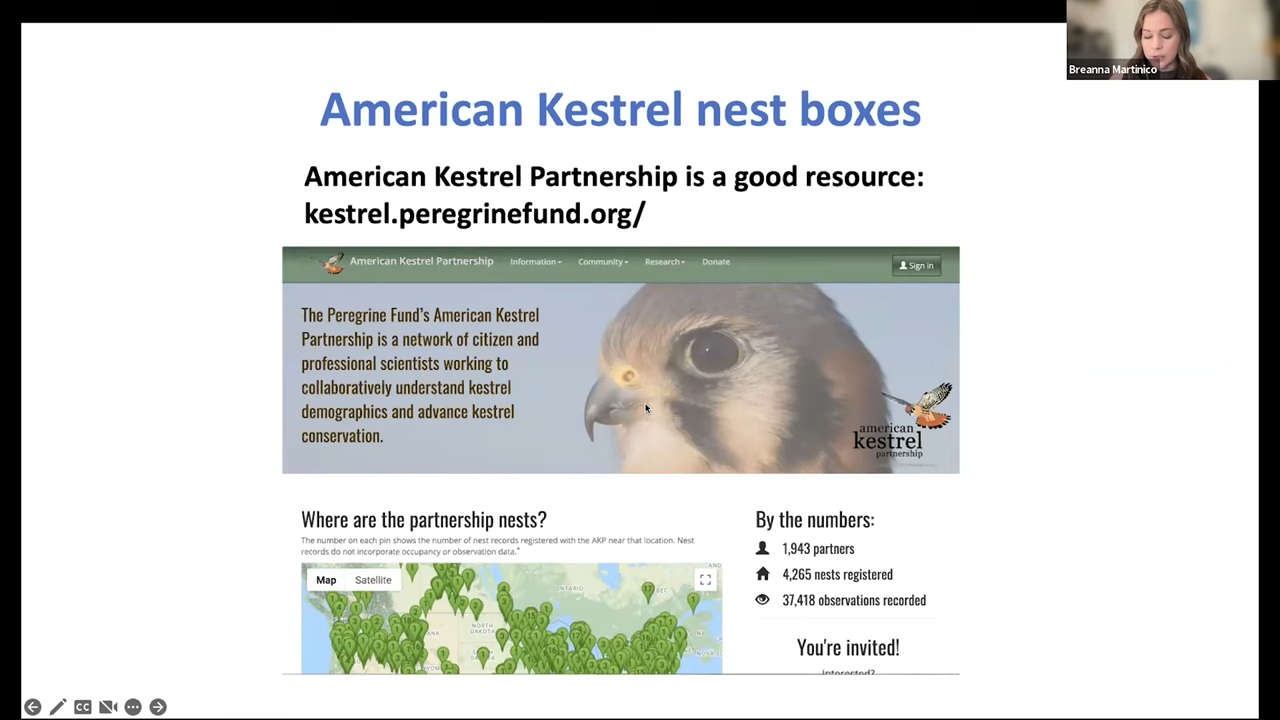 Breanna Martinico
American Kestrel nest boxes
American Kestrel Partnership is a good resource:
kestrel.peregrinefund.org/
American Kestrel Partnership
Information
Community
Research
Donate
Sign in
The Peregrine Fund's American Kestrel
Partnership is a network of citizen and
professional scientists working to
collaboratively understand kestrel
demographics and advance kestrel
conservation.
american
kestrel
partnership
Where are the partnership nests?
The number on each pin shows the number of nest records registered with the AKP near that location. Nest
records do not incorporate occupancy or observation data.*
Map
Satellite
ONTARIO
NORTH
DAKOTA
By the numbers:
1,943 partners
4,265 nests registered
37,418 observations recorded
You're invited!
CC